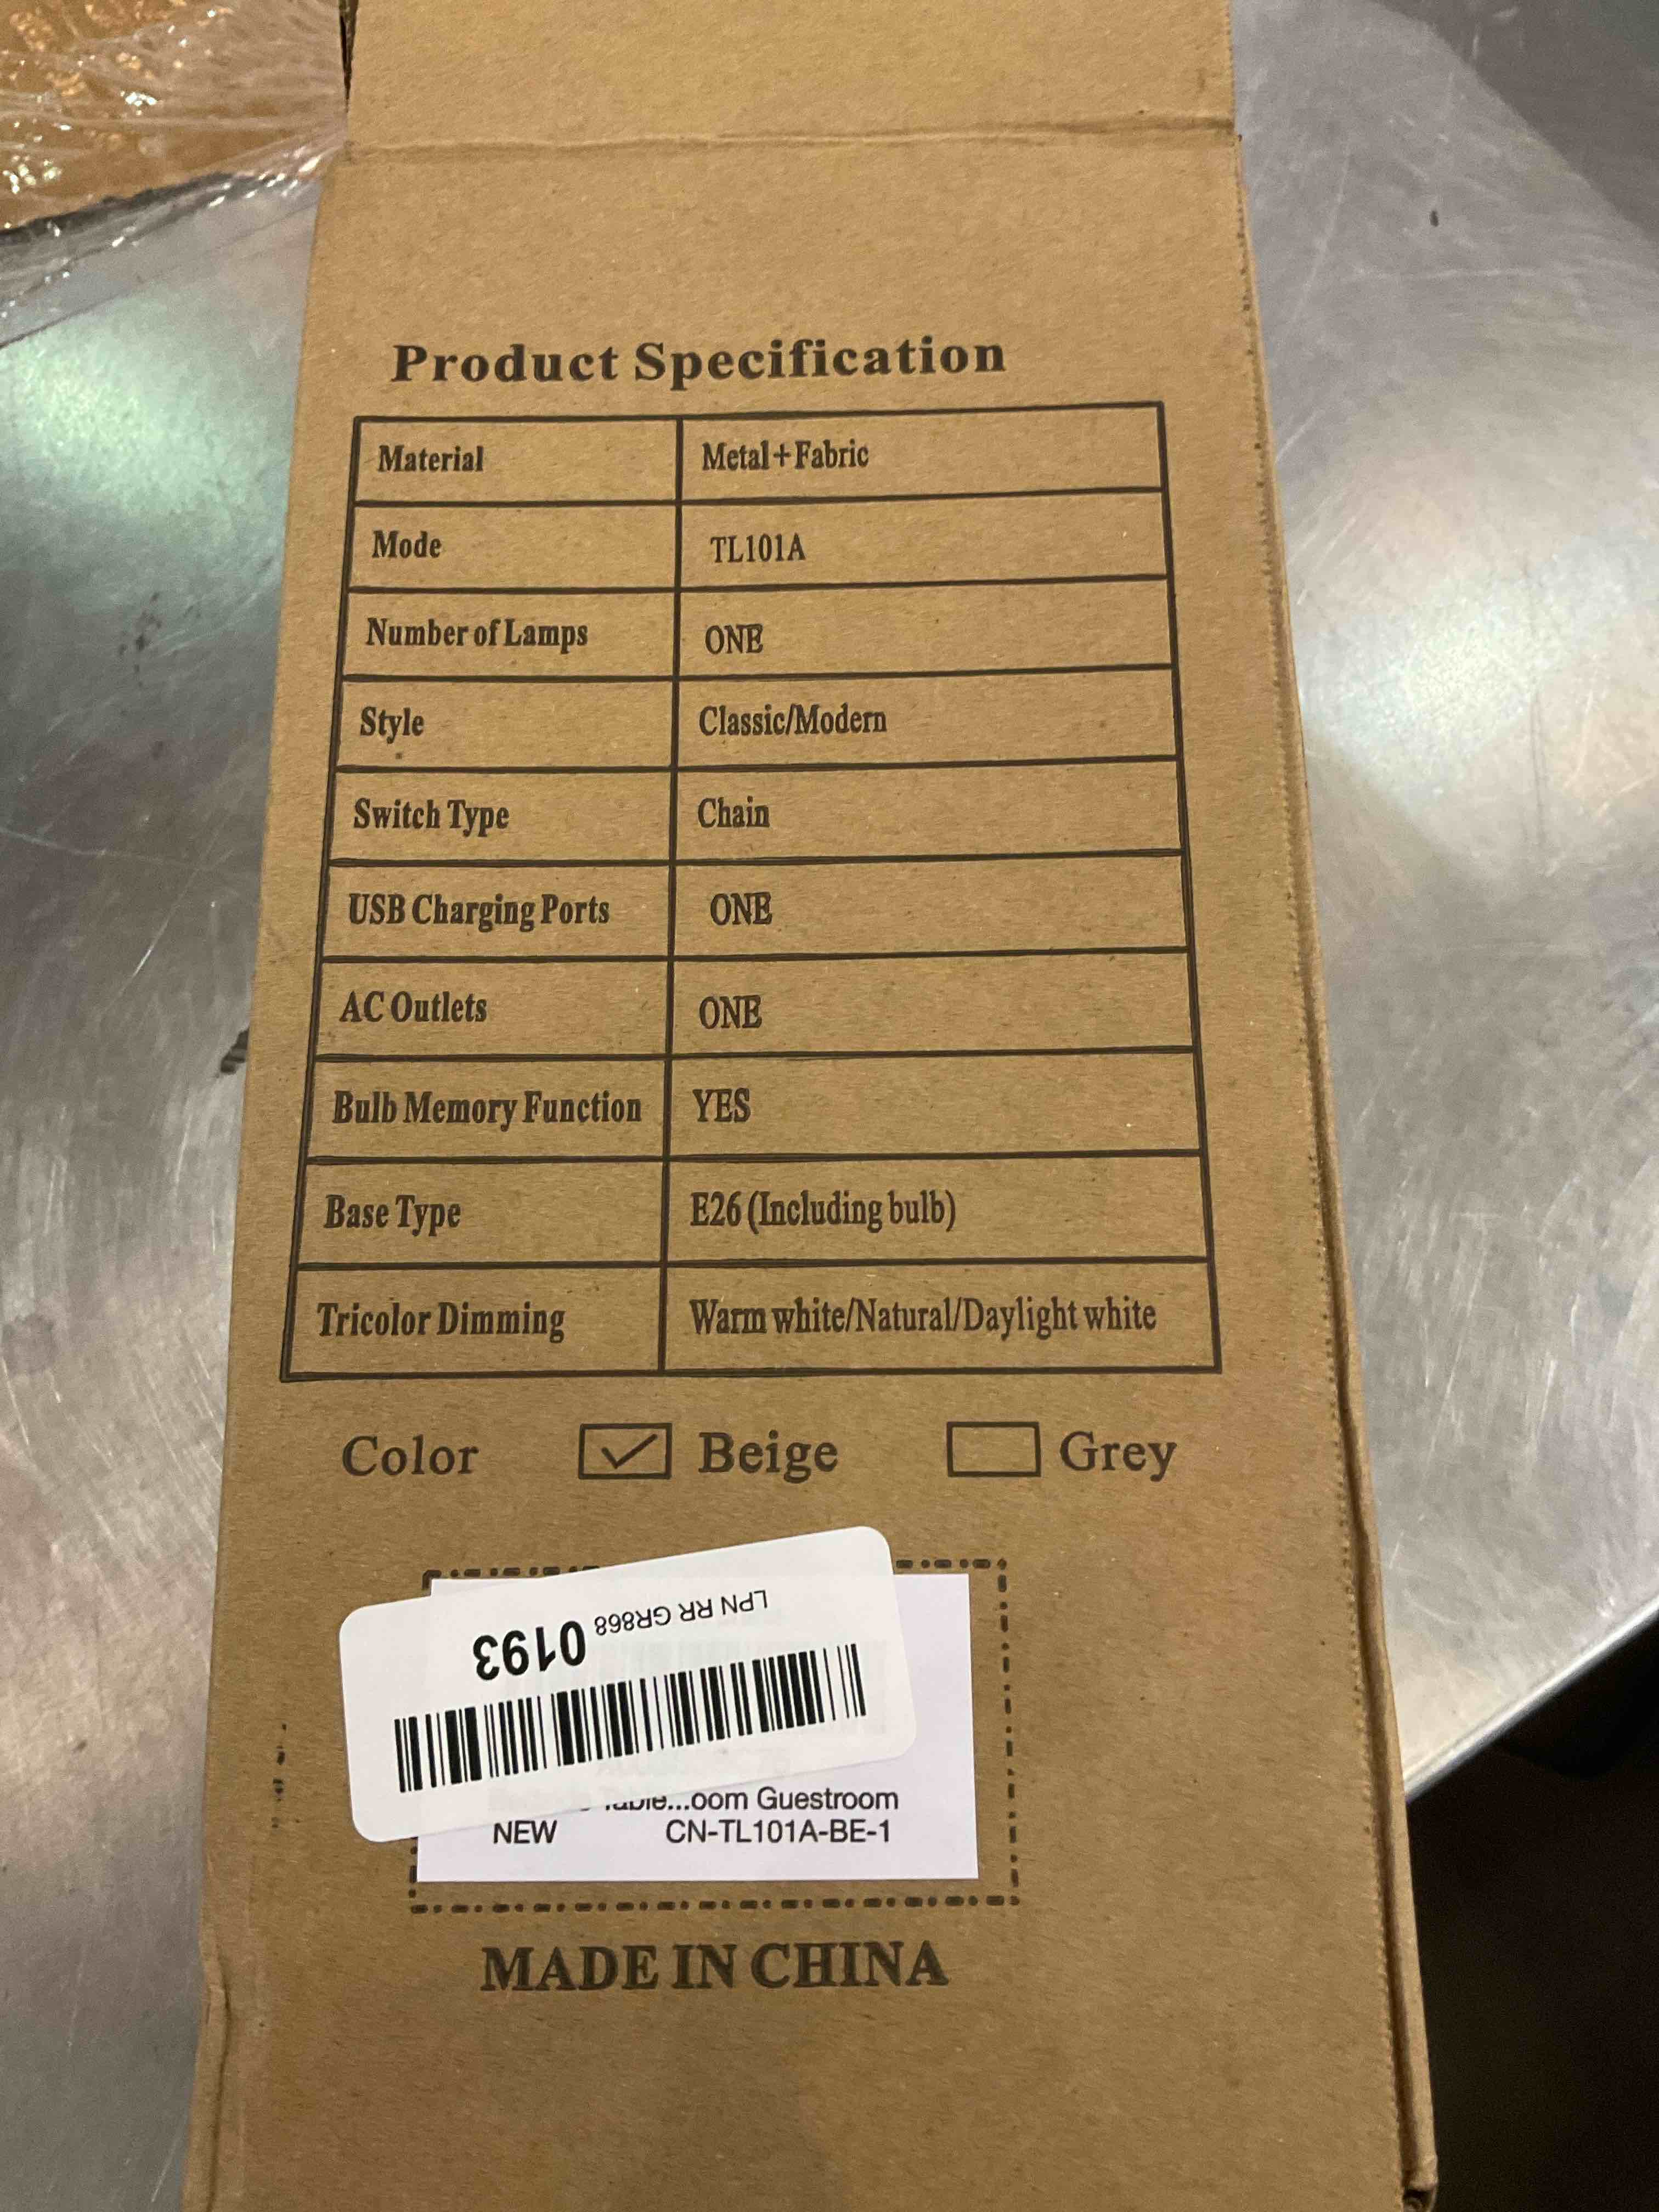 Product Specification
Material Metal+Fabric
Mode TL101A
Number of Lamps ONE
Style Classic/Modern
Switch Type Chain
USB Charging Ports ONE
AC Outlets ONE
Bulb Memory Function YES
Base Type E26 (Including bulb)
Tricolor Dimming Warm white/Natural/Daylight white
Color Beige Grey
LPN RR GR868 0193
...oom Guestroom
NEW CN-TL101A-BE-1
MADE IN CHINA